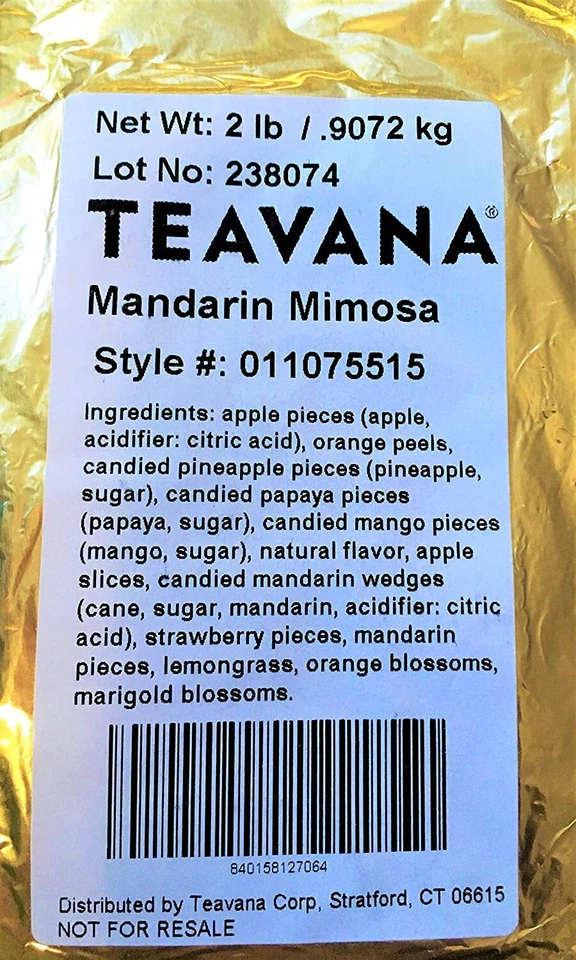 Net Wt: 2 lb / .9072 kg
Lot No: 238074
TEAVANA®
Mandarin Mimosa
Style #: 011075515
Ingredients: apple pieces (apple,
acidifier: citric acid), orange peels,
candied pineapple pieces (pineapple,
sugar), candied papaya pieces
(papaya, sugar), candied mango pieces
(mango, sugar), natural flavor, apple
slices, candied mandarin wedges
(cane, sugar, mandarin, acidifier: citric
acid), strawberry pieces, mandarin
pieces, lemongrass, orange blossoms,
marigold blossoms.
840158127064
Distributed by Teavana Corp, Stratford, CT 06615
NOT FOR RESALE